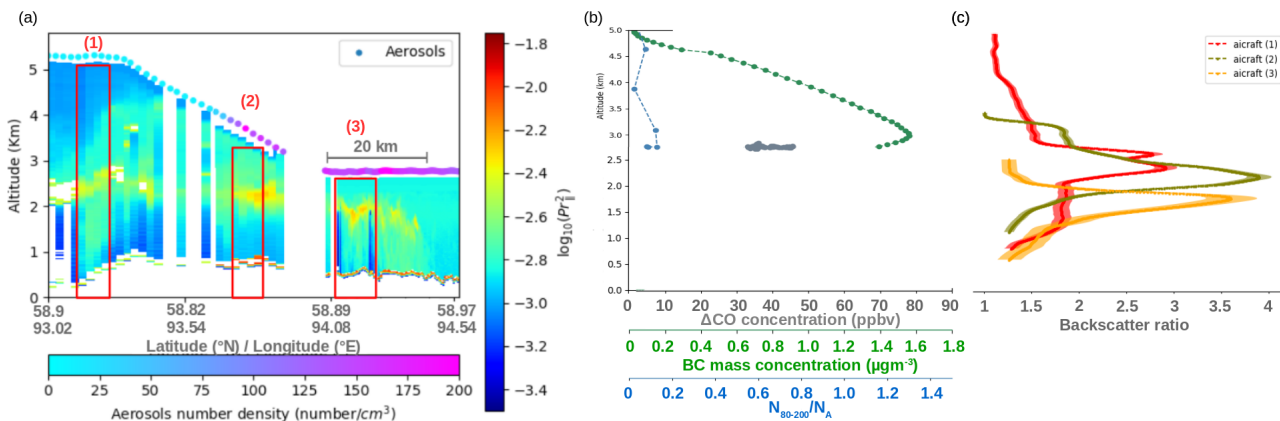 (a)
(1)
(2)
(3)
20 km
Aerosols
Altitude (Km)
5
4
3
2
1
0
58.9 58.82 58.89 58.97
93.02 93.54 94.08 94.54
Latitude (°N) / Longitude (°E)
0 25 50 75 100 125 150 175 200
Aerosols number density (number/cm³)
−1.8
−2.0
−2.2
−2.4
−2.6
−2.8
−3.0
−3.2
−3.4
log₁₀(Pr²∥)
(b)
Altitude (km)
5.0
4.5
4.0
3.5
3.0
2.5
2.0
1.5
1.0
0.5
0.0
0 10 20 30 40 50 60 70 80 90
ΔCO concentration (ppbv)
0 0.2 0.4 0.6 0.8 1.0 1.2 1.4 1.6 1.8
BC mass concentration (µgm⁻³)
0 0.2 0.4 0.6 0.8 1.0 1.2 1.4
N₈₀₋₂₀₀/N_A
(c)
aicraft (1)
aicraft (2)
aicraft (3)
1 1.5 2 2.5 3 3.5 4
Backscatter ratio